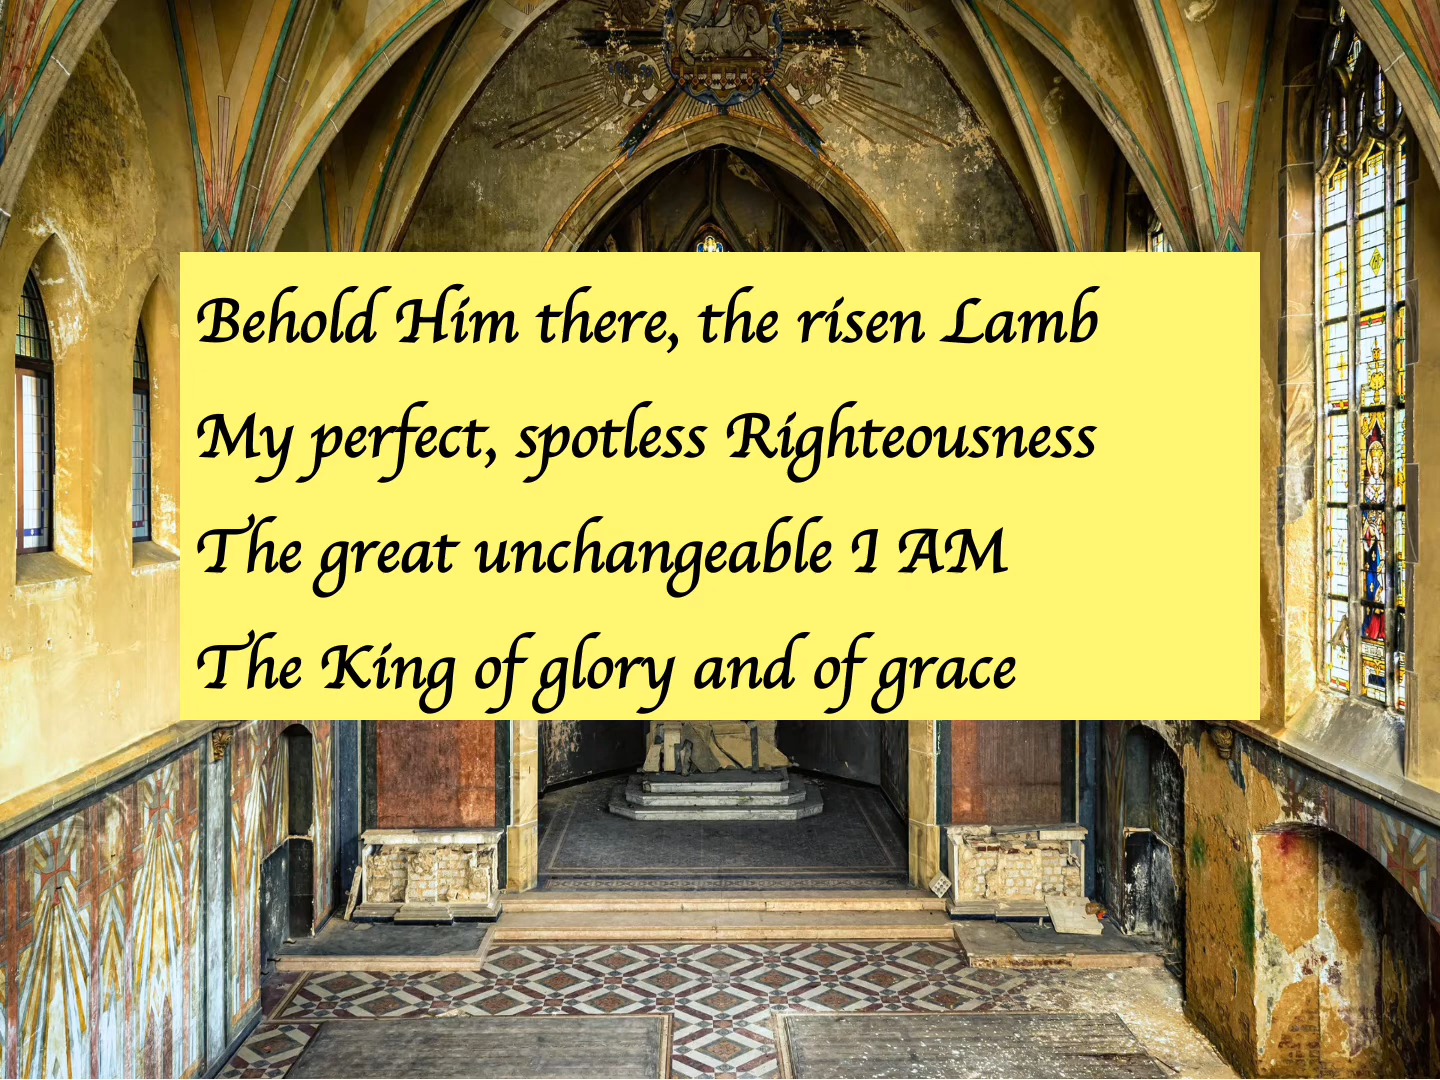 Behold Him there, the risen Lamb
My perfect, spotless Righteousness
The great unchangeable I AM
The King of glory and of grace